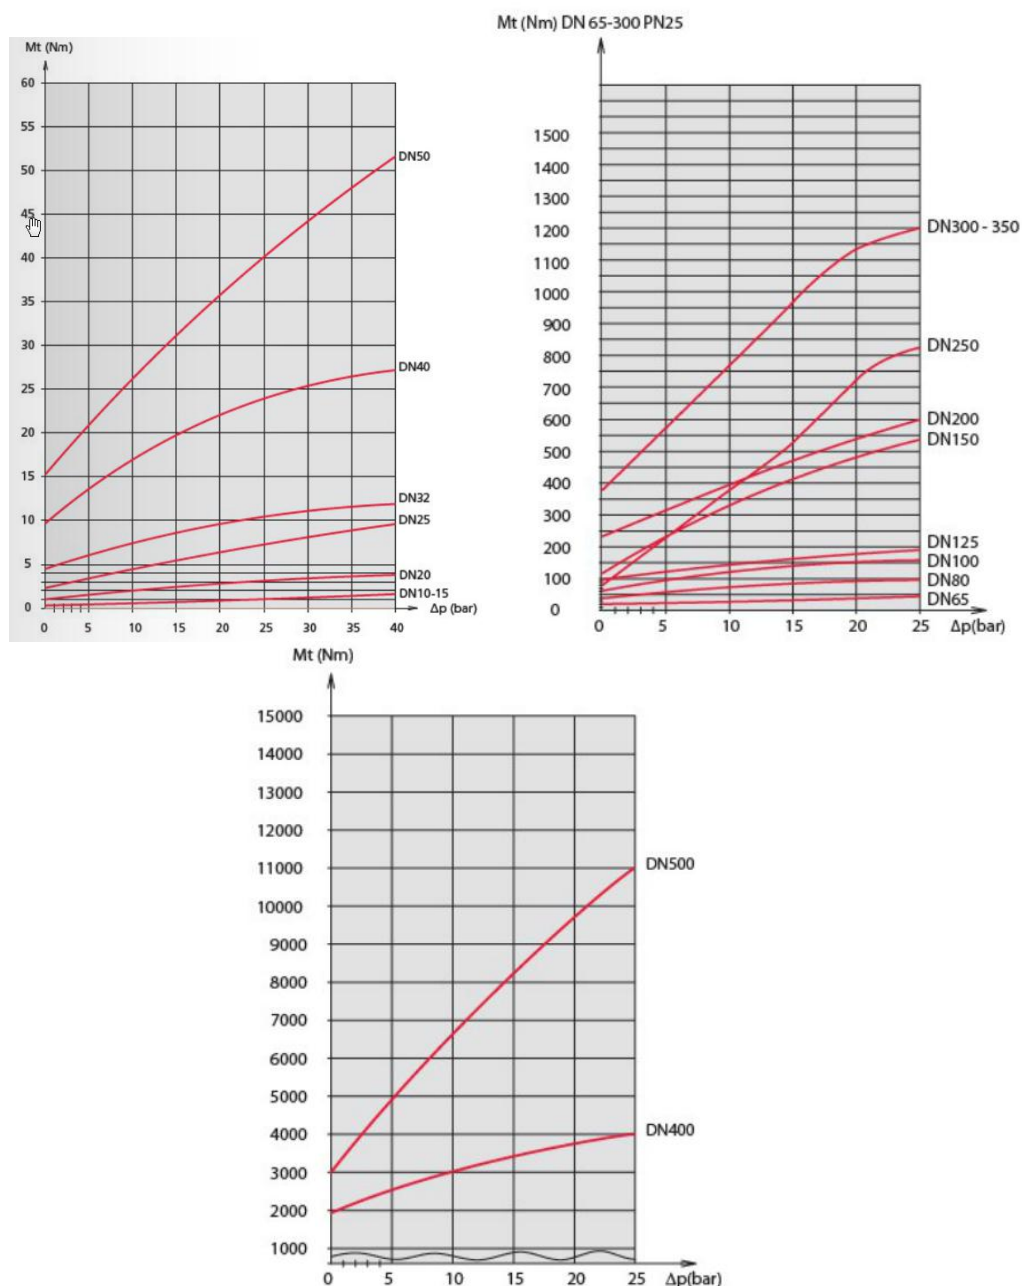 Mt (Nm)
60
55
50
45
40
35
30
25
20
15
10
5
0
DN50
DN40
DN32
DN25
DN20
DN10-15
Δp (bar)
0 5 10 15 20 25 30 35 40
Mt (Nm) DN 65-300 PN25
1500
1400
1300
1200
1100
1000
900
800
700
600
500
400
300
200
100
0
DN300 - 350
DN250
DN200
DN150
DN125
DN100
DN80
DN65
0 5 10 15 20 25 Δp(bar)
Mt (Nm)
15000
14000
13000
12000
11000
10000
9000
8000
7000
6000
5000
4000
3000
2000
1000
DN500
DN400
0 5 10 15 20 25 Δp(bar)